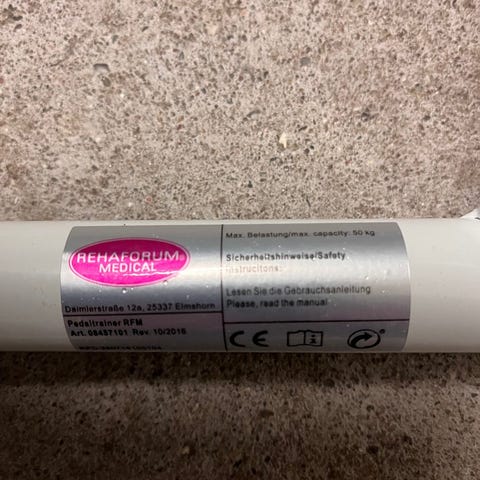 REHAFORUM
MEDICAL
Daimlerstraße 12a, 25337 Elmshorn
Pedaltrainer RFM
Art. 08457101 Rev. 10/2016
Max. Belastung/max. capacity: 50 kg
Sicherheitshinweise/Safety
Instrucitons:
Lesen Sie die Gebrauchsanleitung
Please, read the manual
CE